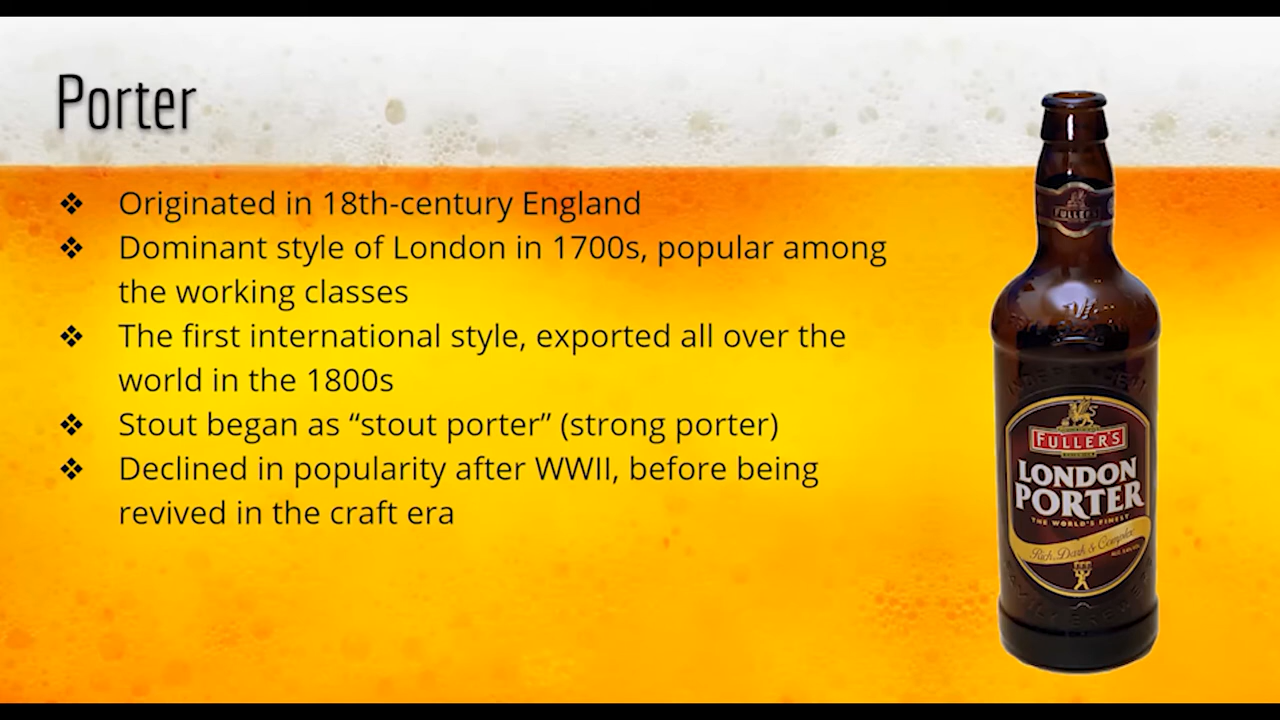 Porter
❖ Originated in 18th-century England
❖ Dominant style of London in 1700s, popular among
the working classes
❖ The first international style, exported all over the
world in the 1800s
❖ Stout began as “stout porter” (strong porter)
❖ Declined in popularity after WWII, before being
revived in the craft era
FULLER'S
FULLER'S
LONDON
PORTER
THE WORLD'S FINEST
Rich, Dark & Complex